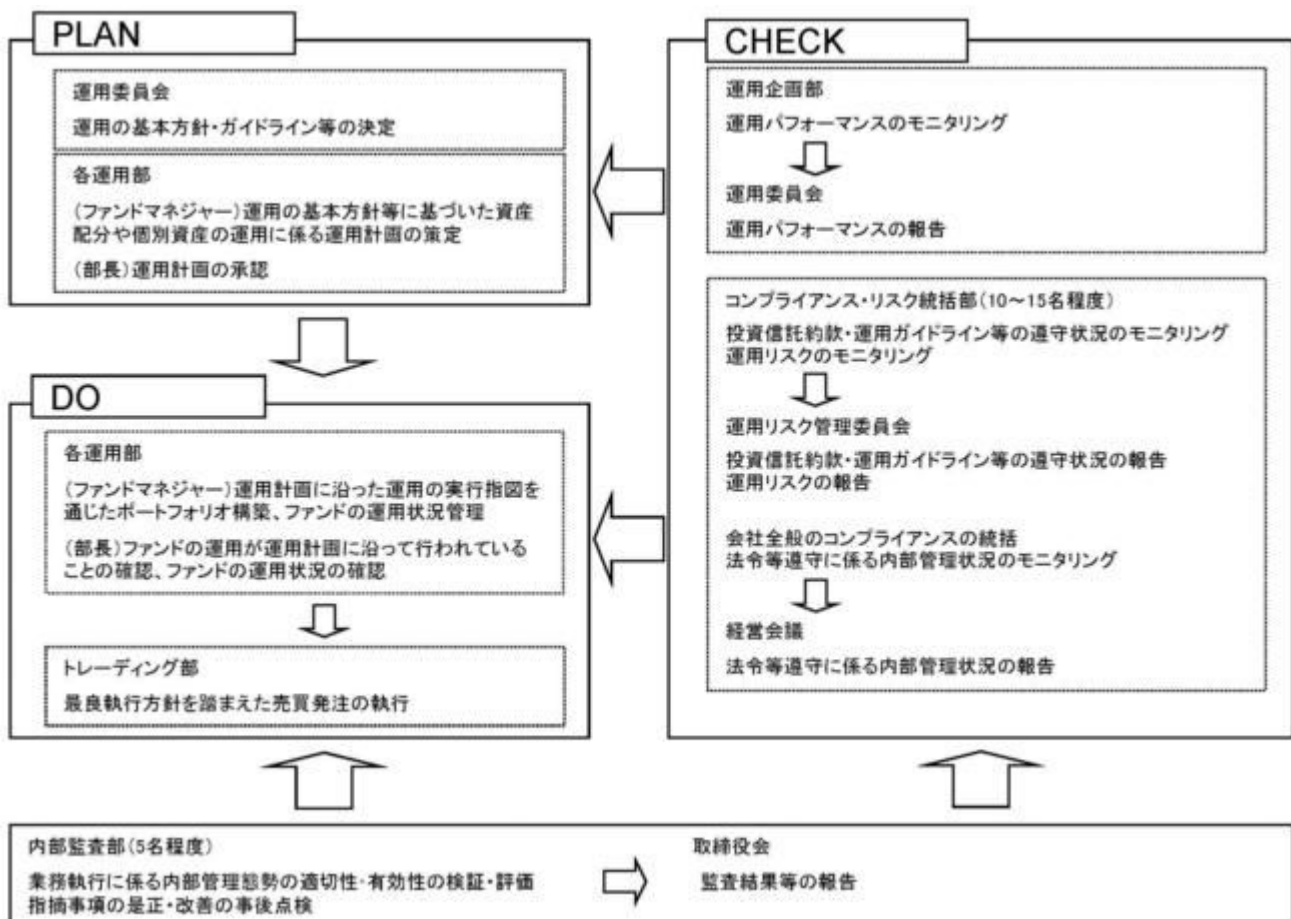 PLAN
運用委員会
運用の基本方針・ガイドライン等の決定
各運用部
(ファンドマネジャー)運用の基本方針等に基づいた資産
配分や個別資産の運用に係る運用計画の策定
(部長)運用計画の承認
DO
各運用部
(ファンドマネジャー)運用計画に沿った運用の実行指図を
通じたポートフォリオ構築、ファンドの運用状況管理
(部長)ファンドの運用が運用計画に沿って行われている
ことの確認、ファンドの運用状況の確認
トレーディング部
最良執行方針を踏まえた売買発注の執行
CHECK
運用企画部
運用パフォーマンスのモニタリング
運用委員会
運用パフォーマンスの報告
コンプライアンス・リスク統括部(10～15名程度)
投資信託約款・運用ガイドライン等の遵守状況のモニタリング
運用リスクのモニタリング
運用リスク管理委員会
投資信託約款・運用ガイドライン等の遵守状況の報告
運用リスクの報告
会社全般のコンプライアンスの統括
法令等遵守に係る内部管理状況のモニタリング
経営会議
法令等遵守に係る内部管理状況の報告
内部監査部(5名程度)
業務執行に係る内部管理態勢の適切性・有効性の検証・評価
指摘事項の是正・改善の事後点検
取締役会
監査結果等の報告